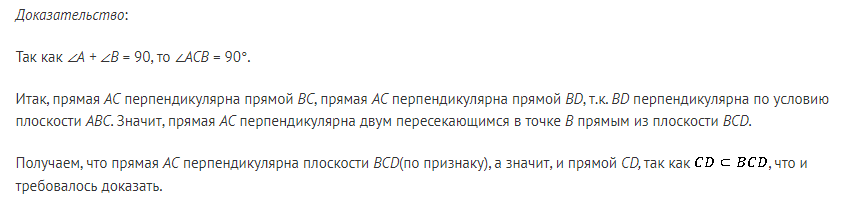 Доказательство:
Так как ∠A + ∠B = 90, то ∠ACB = 90°.
Итак, прямая AC перпендикулярна прямой BC, прямая AC перпендикулярна прямой BD, т.к. BD перпендикулярна по условию
плоскости ABC. Значит, прямая AC перпендикулярна двум пересекающимся в точке B прямым из плоскости BCD.
Получаем, что прямая AC перпендикулярна плоскости BCD(по признаку), а значит, и прямой CD, так как CD ⊂ BCD, что и
требовалось доказать.